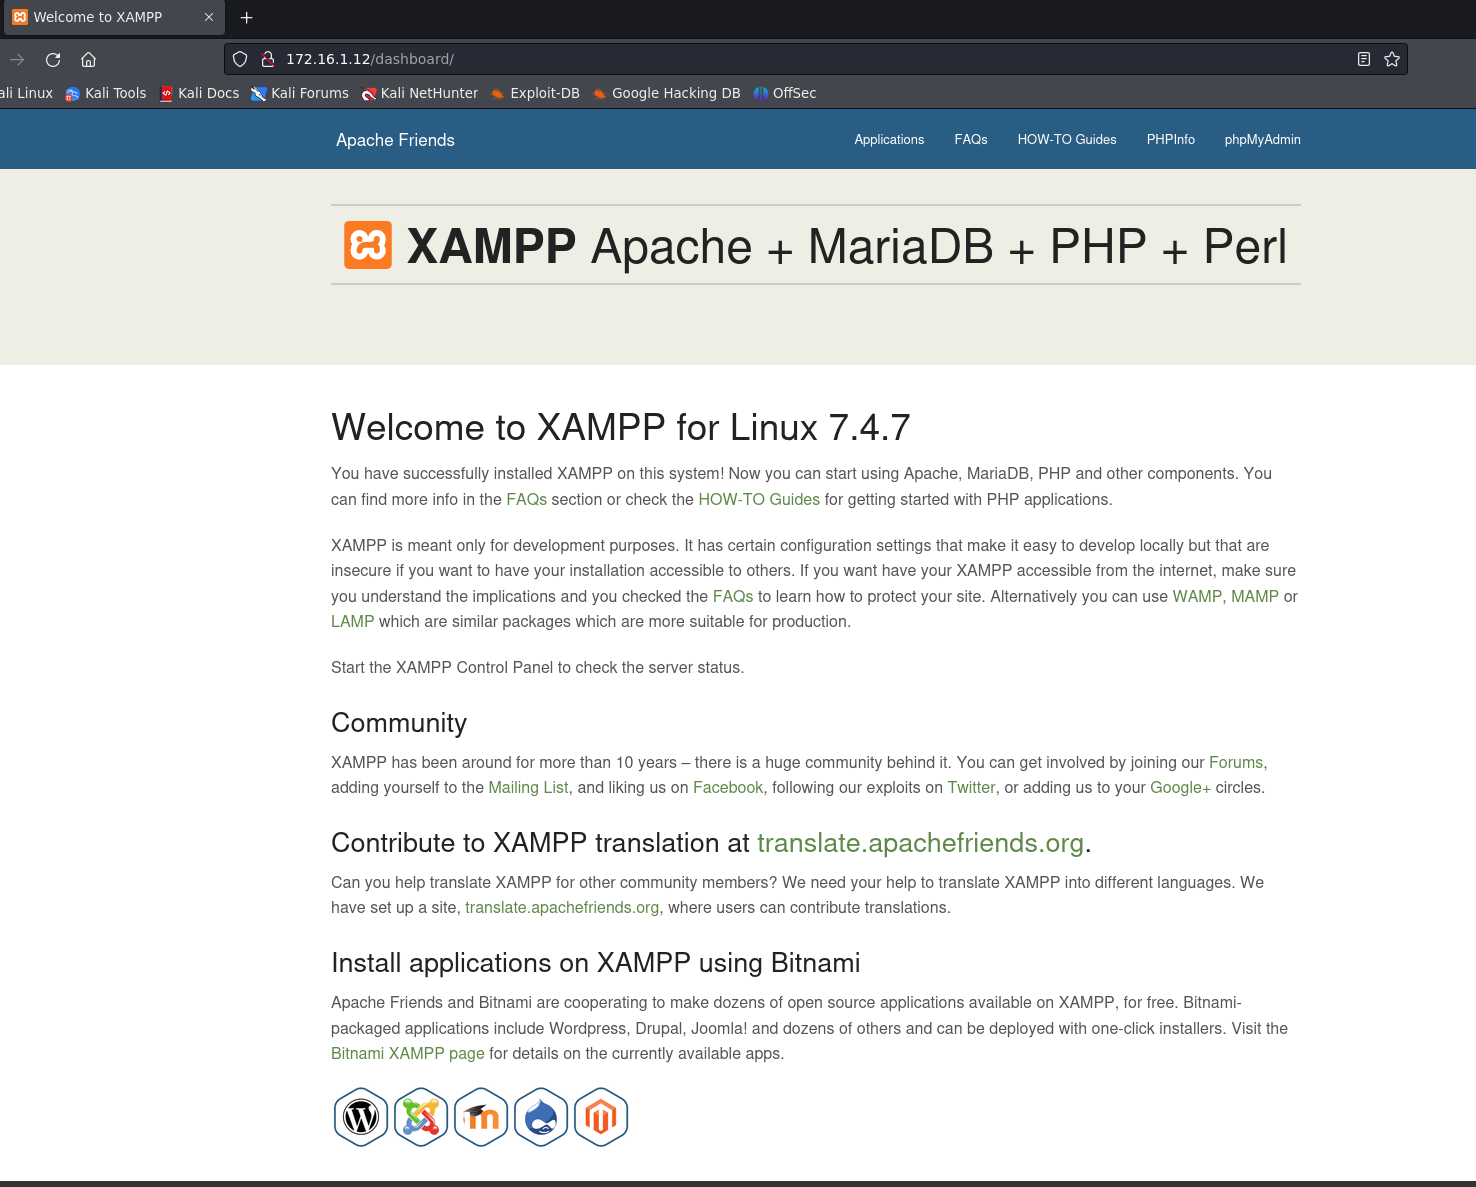 Welcome to XAMPP
172.16.1.12/dashboard/
ali Linux Kali Tools Kali Docs Kali Forums Kali NetHunter Exploit-DB Google Hacking DB OffSec
Apache Friends Applications FAQs HOW-TO Guides PHPInfo phpMyAdmin
XAMPP Apache + MariaDB + PHP + Perl
Welcome to XAMPP for Linux 7.4.7
You have successfully installed XAMPP on this system! Now you can start using Apache, MariaDB, PHP and other components. You
can find more info in the FAQs section or check the HOW-TO Guides for getting started with PHP applications.
XAMPP is meant only for development purposes. It has certain configuration settings that make it easy to develop locally but that are
insecure if you want to have your installation accessible to others. If you want have your XAMPP accessible from the internet, make sure
you understand the implications and you checked the FAQs to learn how to protect your site. Alternatively you can use WAMP, MAMP or
LAMP which are similar packages which are more suitable for production.
Start the XAMPP Control Panel to check the server status.
Community
XAMPP has been around for more than 10 years – there is a huge community behind it. You can get involved by joining our Forums,
adding yourself to the Mailing List, and liking us on Facebook, following our exploits on Twitter, or adding us to your Google+ circles.
Contribute to XAMPP translation at translate.apachefriends.org.
Can you help translate XAMPP for other community members? We need your help to translate XAMPP into different languages. We
have set up a site, translate.apachefriends.org, where users can contribute translations.
Install applications on XAMPP using Bitnami
Apache Friends and Bitnami are cooperating to make dozens of open source applications available on XAMPP, for free. Bitnami-
packaged applications include Wordpress, Drupal, Joomla! and dozens of others and can be deployed with one-click installers. Visit the
Bitnami XAMPP page for details on the currently available apps.